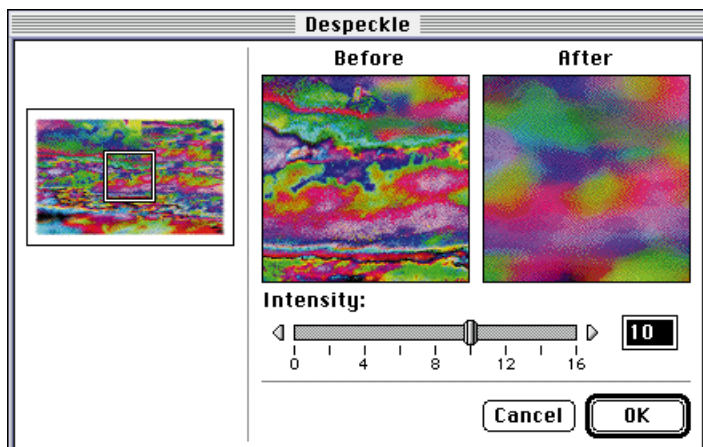 Despeckle
Before After
Intensity:
10
0 4 8 12 16
Cancel OK